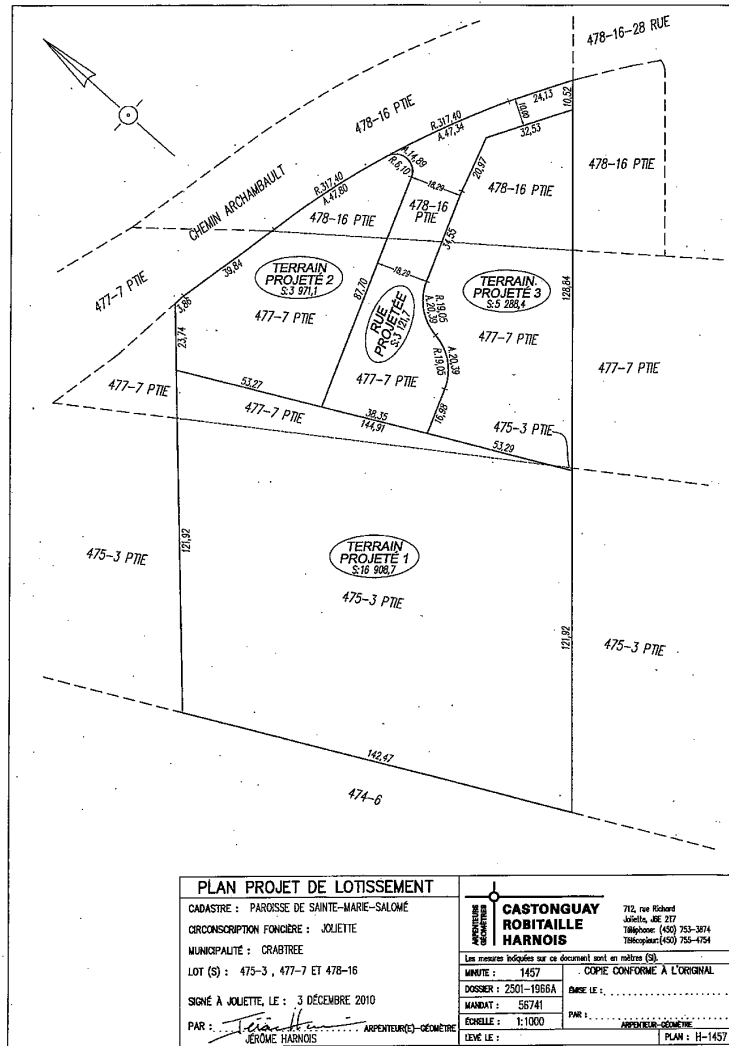 478-16-28 RUE
478-16 PTIE
CHEMIN ARCHAMBAULT
24,13
10,52
10,00
R.317,40
A.47,34
32,53
A.14,89
R.6,10
20,97
478-16 PTIE
R.317,40
A.47,80
18,29
478-16
PTIE
478-16 PTIE
478-16 PTIE
34,55
39,84
477-7 PTIE
TERRAIN
PROJETÉ 2
S:3 971,1
87,70
18,29
TERRAIN
PROJETÉ 3
S:5 288,4
128,84
3,86
477-7 PTIE
RUE
PROJETÉE
S:3 121,7
R.19,05
A.20,39
477-7 PTIE
23,74
A.20,39
R.19,05
477-7 PTIE
53,27
477-7 PTIE
477-7 PTIE
16,98
38,35
144,91
475-3 PTIE
53,29
121,92
TERRAIN
PROJETÉ 1
S:16 908,7
475-3 PTIE
475-3 PTIE
121,92
475-3 PTIE
142,47
474-6
PLAN PROJET DE LOTISSEMENT
CADASTRE : PAROISSE DE SAINTE-MARIE-SALOMÉ
CIRCONSCRIPTION FONCIÈRE : JOLIETTE
MUNICIPALITÉ : CRABTREE
LOT (S) : 475-3 , 477-7 ET 478-16
SIGNÉ À JOLIETTE, LE : 3 DÉCEMBRE 2010
PAR : ARPENTEUR(E)-GÉOMÈTRE
JÉRÔME HARNOIS
ARPENTEURS
GÉOMÈTRES
CASTONGUAY
ROBITAILLE
HARNOIS
712, rue Richard
Joliette, J6E 2T7
Téléphone: (450) 753-3874
Télécopieur:(450) 755-4754
Les mesures indiquées sur ce document sont en mètres (SI).
MINUTE : 1457
DOSSIER : 2501-1966A
MANDAT : 56741
ÉCHELLE : 1:1000
LEVÉ LE :
COPIE CONFORME À L'ORIGINAL
ÉMISE LE :
PAR :
ARPENTEUR-GÉOMÈTRE
PLAN : H-1457